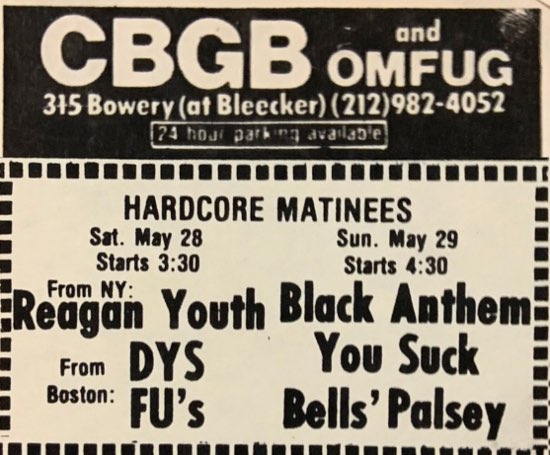 CBGB and OMFUG
315 Bowery (at Bleecker) (212) 982-4052
24 hour parking available
HARDCORE MATINEES
Sat. May 28
Starts 3:30
From NY:
Reagan Youth
From Boston:
DYS
FU's
Sun. May 29
Starts 4:30
Black Anthem
You Suck
Bells' Palsey